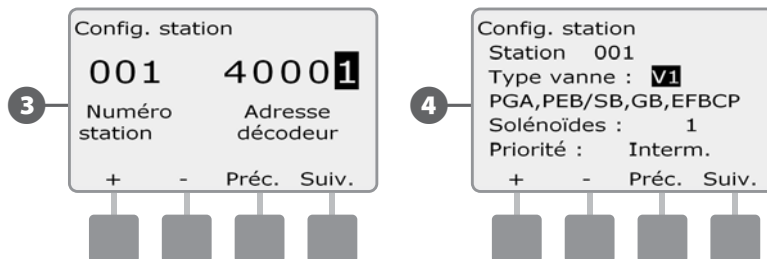 3
Config. station
001 40001
Numéro station
Adresse décodeur
+ - Préc. Suiv.
4
Config. station
Station 001
Type vanne : V1
PGA,PEB/SB,GB,EFBCP
Solénoïdes : 1
Priorité : Interm.
+ - Préc. Suiv.